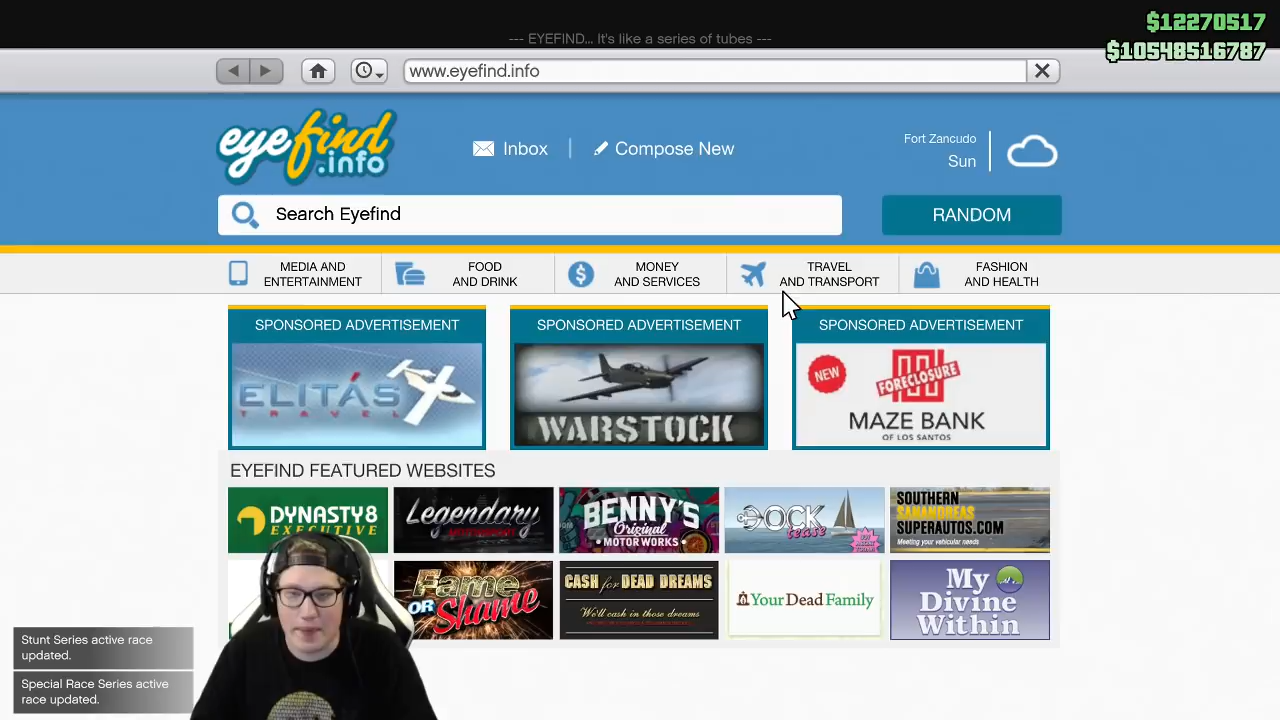 $12270517
--- EYEFIND... It's like a series of tubes ---
$10548516787
www.eyefind.info
eyefind
.info
Inbox
Compose New
Fort Zancudo
Sun
Search Eyefind
RANDOM
MEDIA AND
ENTERTAINMENT
FOOD
AND DRINK
MONEY
AND SERVICES
TRAVEL
AND TRANSPORT
FASHION
AND HEALTH
SPONSORED ADVERTISEMENT
ELITÁS
TRAVEL
SPONSORED ADVERTISEMENT
WARSTOCK
SPONSORED ADVERTISEMENT
NEW
FORECLOSURE
MAZE BANK
OF LOS SANTOS
EYEFIND FEATURED WEBSITES
DYNASTY8
EXECUTIVE
Legendary
BENNY'S
Original
MOTOR WORKS
DOCK
tease
SOUTHERN
SANANDREAS
SUPERAUTOS.COM
Meeting your vehicular needs
Fame
OR Shame
CASH for DEAD DREAMS
We'll cash in those dreams
Your Dead Family
My
Divine
Within
Stunt Series active race
updated.
Special Race Series active
race updated.